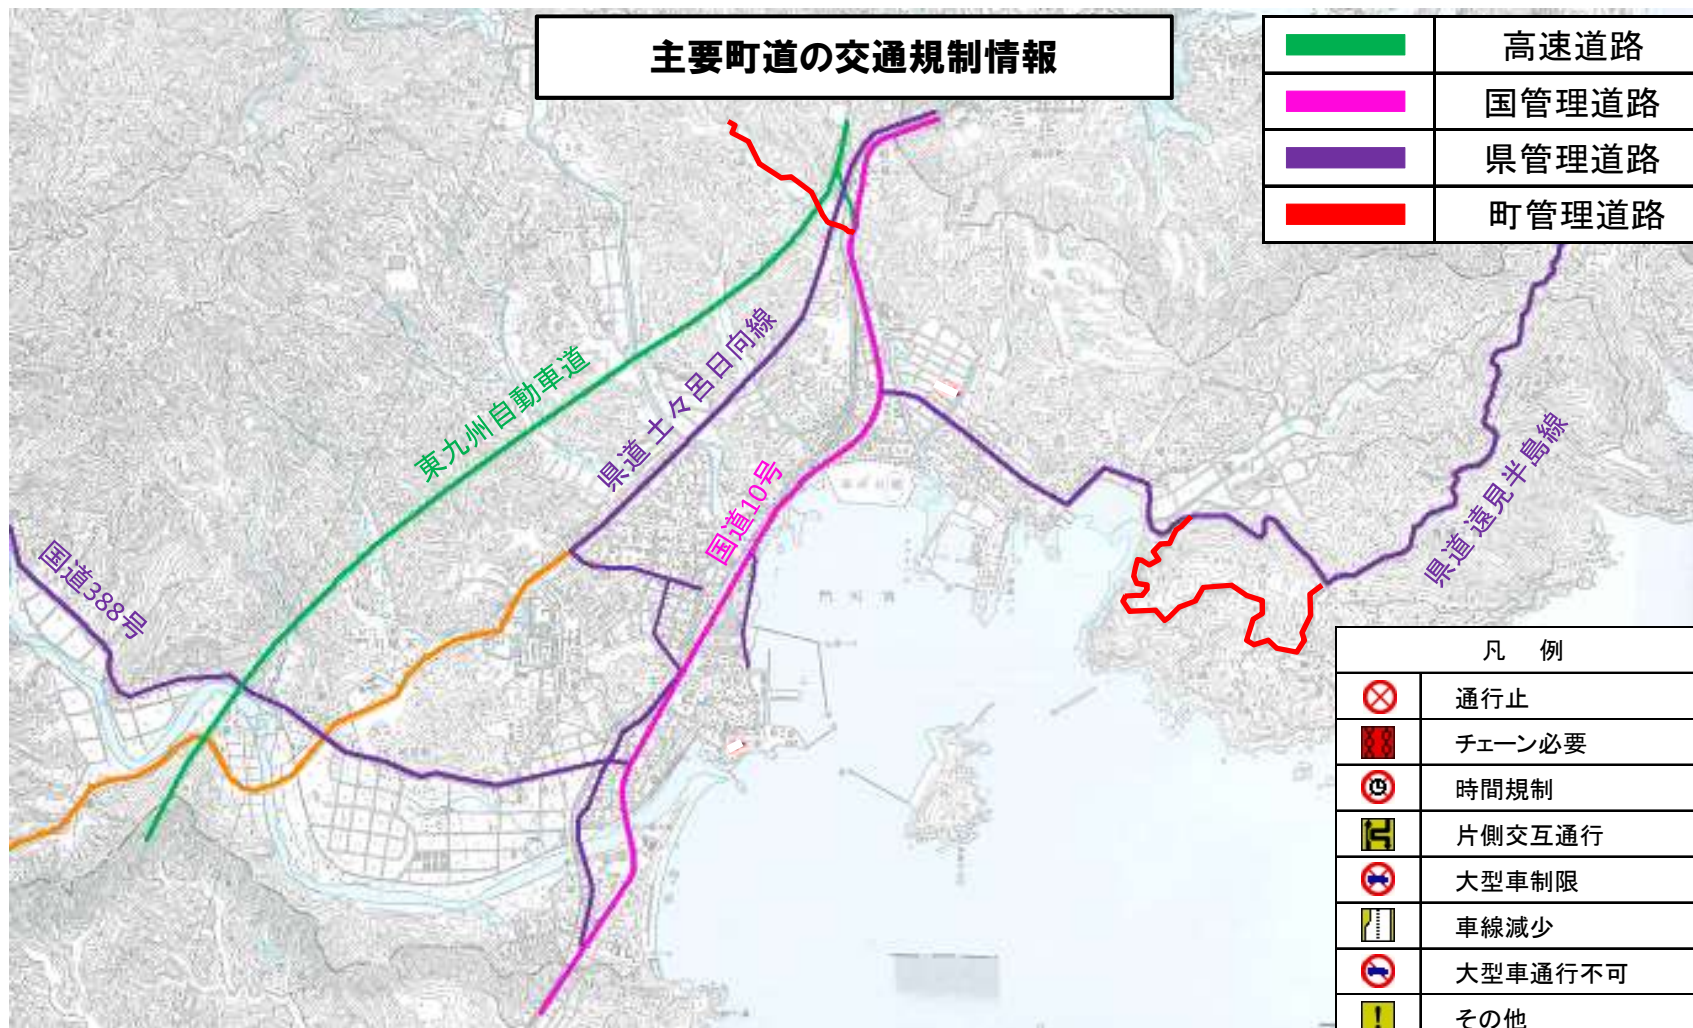 主要町道の交通規制情報
高速道路
国管理道路
県管理道路
町管理道路
東九州自動車道
県道 土々呂日向線
国道10号
国道388号
県道 遠見半島線
凡 例
通行止
チェーン必要
時間規制
片側交互通行
大型車制限
車線減少
大型車通行不可
その他